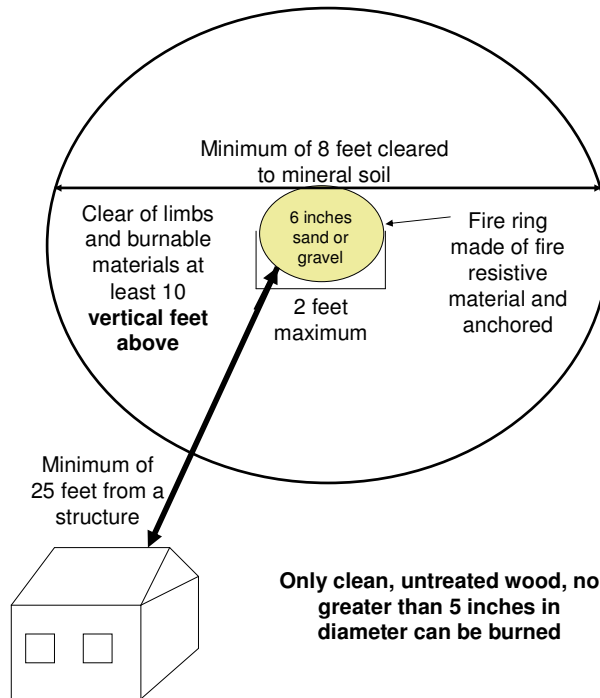 Minimum of 8 feet cleared
to mineral soil
Clear of limbs
and burnable
materials at
least 10
vertical feet
above
6 inches
sand or
gravel
2 feet
maximum
Fire ring
made of fire
resistive
material and
anchored
Minimum of
25 feet from a
structure
Only clean, untreated wood, no
greater than 5 inches in
diameter can be burned